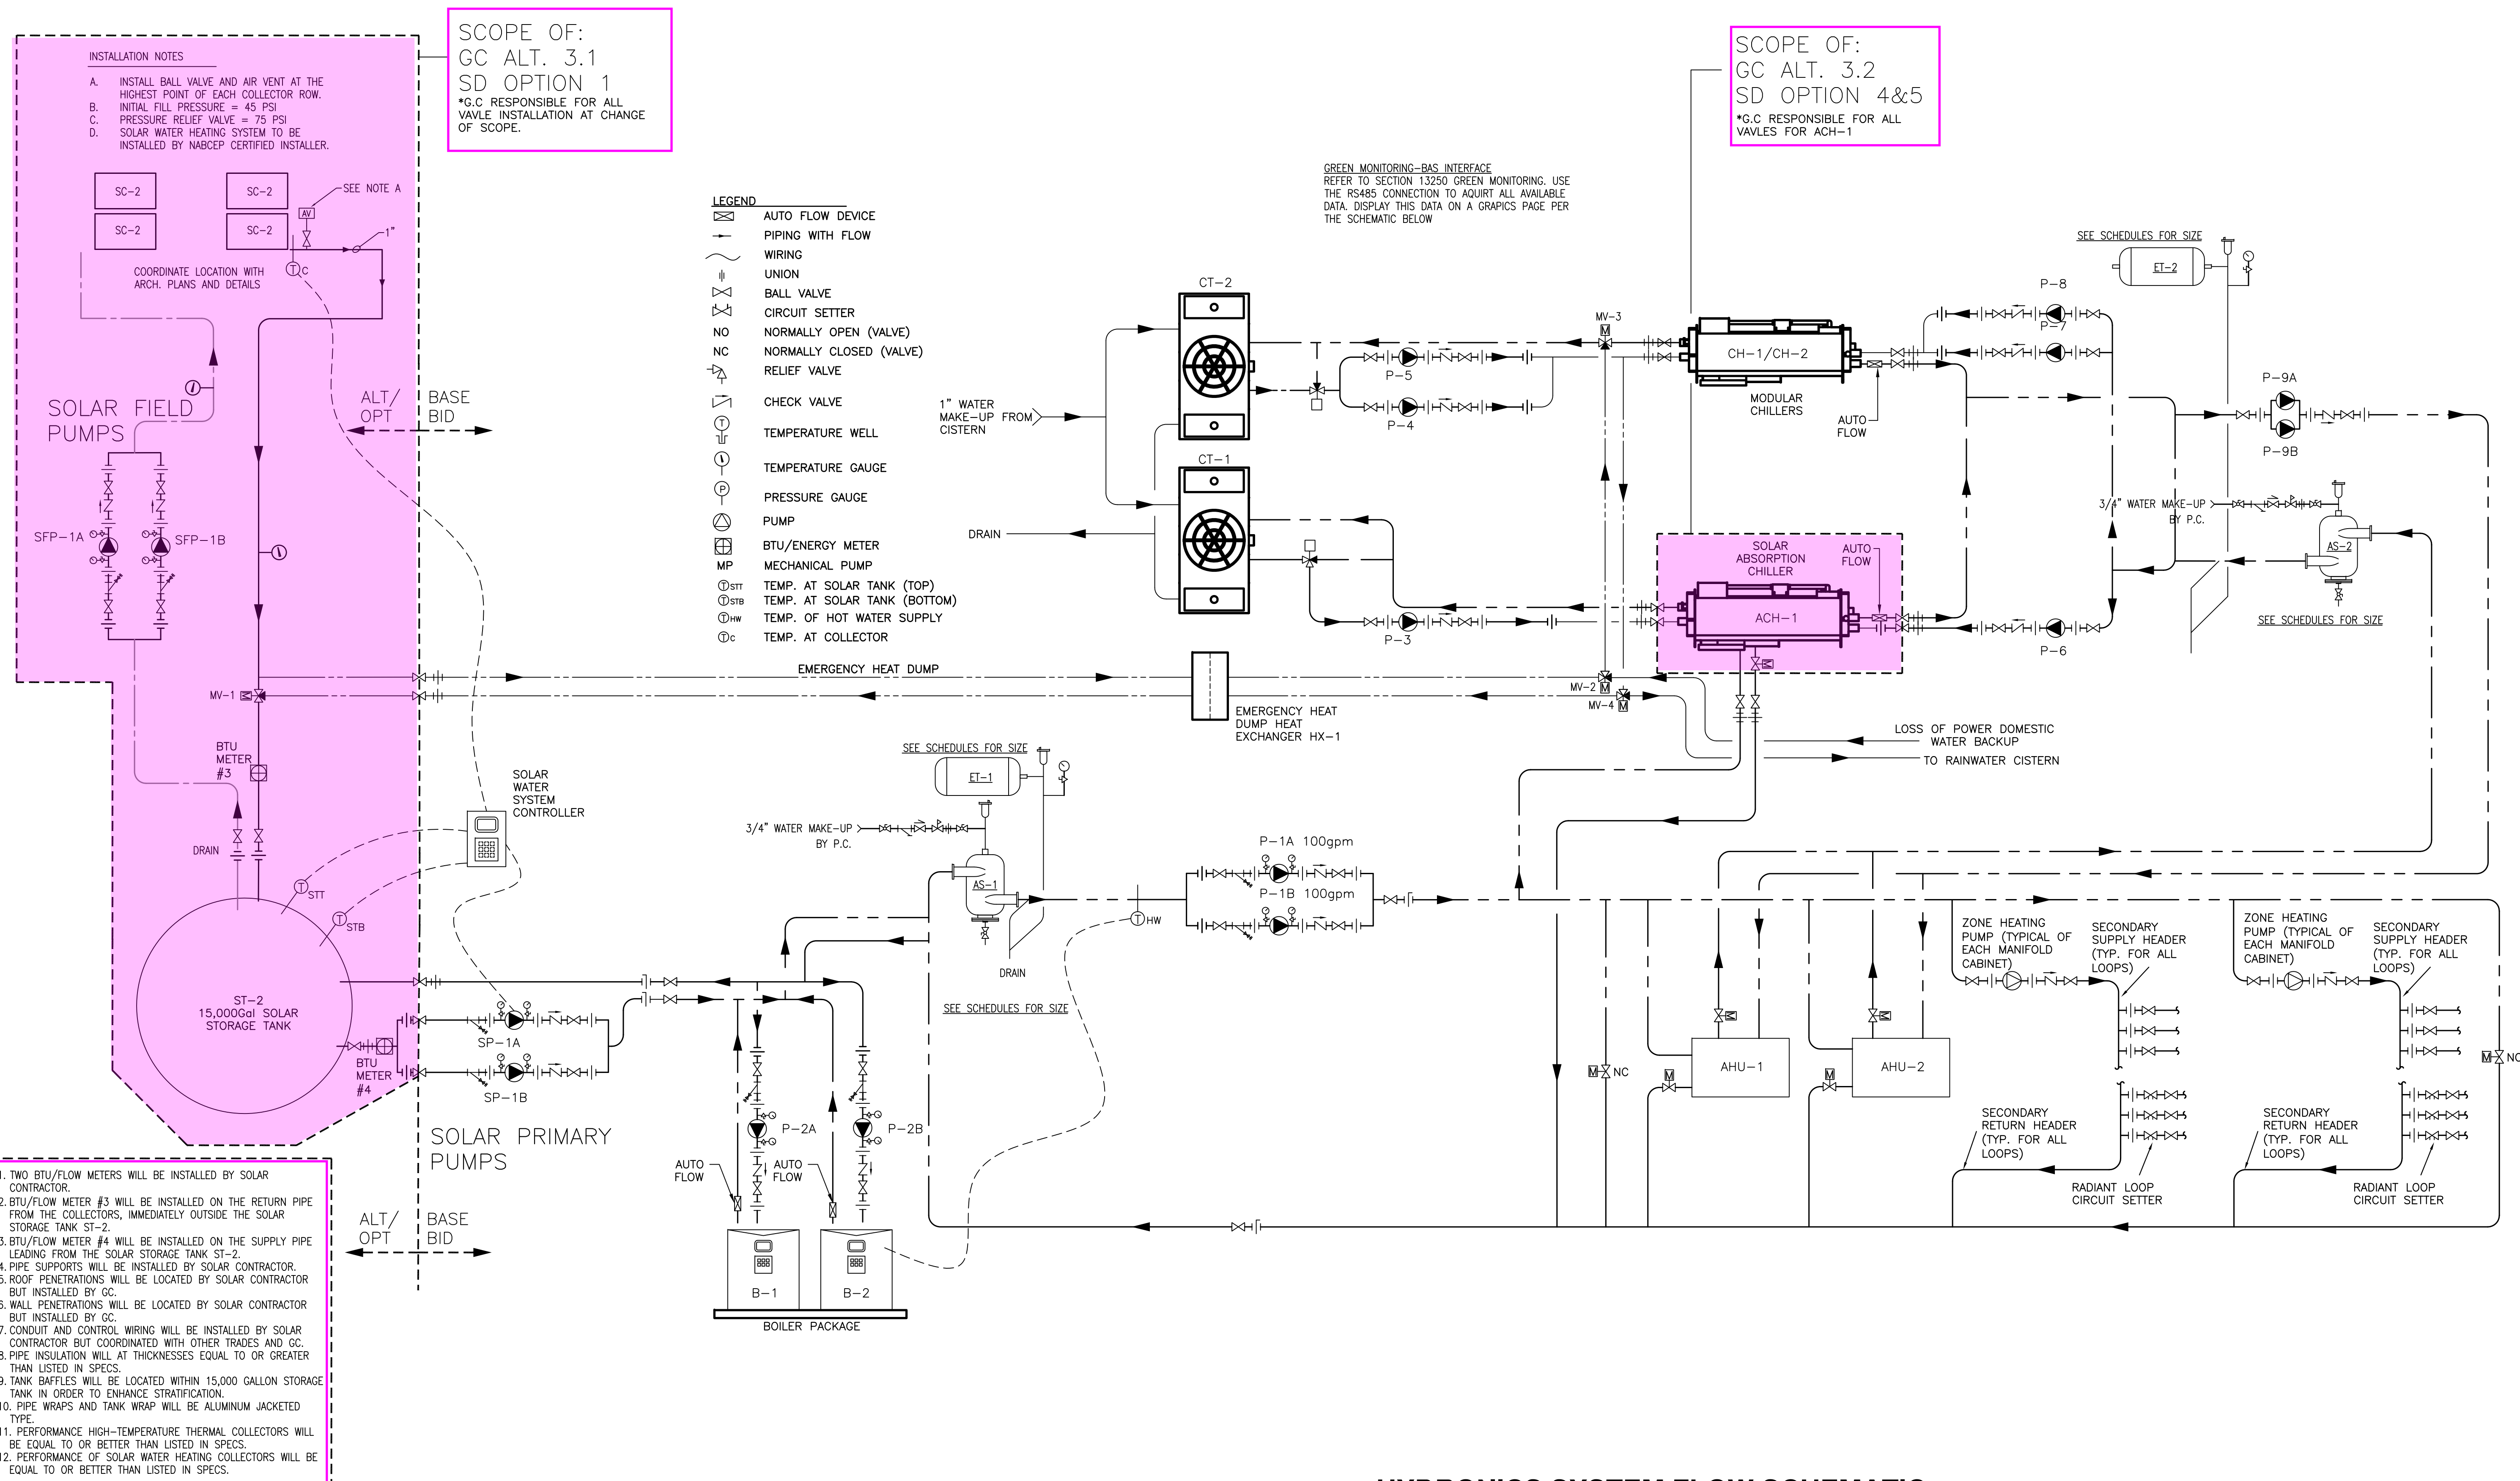 SCOPE OF:
GC ALT. 3.1
SD OPTION 1
*G.C RESPONSIBLE FOR ALL
VAVLE INSTALLATION AT CHANGE
OF SCOPE.
SCOPE OF:
GC ALT. 3.2
SD OPTION 4&5
*G.C RESPONSIBLE FOR ALL
VAVLES FOR ACH-1
INSTALLATION NOTES
A. INSTALL BALL VALVE AND AIR VENT AT THE
HIGHEST POINT OF EACH COLLECTOR ROW.
B. INITIAL FILL PRESSURE = 45 PSI
C. PRESSURE RELIEF VALVE = 75 PSI
D. SOLAR WATER HEATING SYSTEM TO BE
INSTALLED BY NABCEP CERTIFIED INSTALLER.
SC-2
SC-2
SEE NOTE A
AV
SC-2
SC-2
1"
T C
COORDINATE LOCATION WITH
ARCH. PLANS AND DETAILS
SOLAR FIELD
PUMPS
ALT/
OPT
BASE
BID
SFP-1A
SFP-1B
MV-1 M
BTU
METER
#3
DRAIN
T STT
T STB
ST-2
15,000Gal SOLAR
STORAGE TANK
BTU
METER
#4
SOLAR
WATER
SYSTEM
CONTROLLER
SP-1A
SP-1B
SOLAR PRIMARY
PUMPS
ALT/
OPT
BASE
BID
1. TWO BTU/FLOW METERS WILL BE INSTALLED BY SOLAR
CONTRACTOR.
2. BTU/FLOW METER #3 WILL BE INSTALLED ON THE RETURN PIPE
FROM THE COLLECTORS, IMMEDIATELY OUTSIDE THE SOLAR
STORAGE TANK ST-2.
3. BTU/FLOW METER #4 WILL BE INSTALLED ON THE SUPPLY PIPE
LEADING FROM THE SOLAR STORAGE TANK ST-2.
4. PIPE SUPPORTS WILL BE INSTALLED BY SOLAR CONTRACTOR.
5. ROOF PENETRATIONS WILL BE LOCATED BY SOLAR CONTRACTOR
BUT INSTALLED BY GC.
6. WALL PENETRATIONS WILL BE LOCATED BY SOLAR CONTRACTOR
BUT INSTALLED BY GC.
7. CONDUIT AND CONTROL WIRING WILL BE INSTALLED BY SOLAR
CONTRACTOR BUT COORDINATED WITH OTHER TRADES AND GC.
8. PIPE INSULATION WILL AT THICKNESSES EQUAL TO OR GREATER
THAN LISTED IN SPECS.
9. TANK BAFFLES WILL BE LOCATED WITHIN 15,000 GALLON STORAGE
TANK IN ORDER TO ENHANCE STRATIFICATION.
10. PIPE WRAPS AND TANK WRAP WILL BE ALUMINUM JACKETED
TYPE.
11. PERFORMANCE HIGH-TEMPERATURE THERMAL COLLECTORS WILL
BE EQUAL TO OR BETTER THAN LISTED IN SPECS.
12. PERFORMANCE OF SOLAR WATER HEATING COLLECTORS WILL BE
EQUAL TO OR BETTER THAN LISTED IN SPECS.
LEGEND
AUTO FLOW DEVICE
PIPING WITH FLOW
WIRING
UNION
BALL VALVE
CIRCUIT SETTER
NO NORMALLY OPEN (VALVE)
NC NORMALLY CLOSED (VALVE)
RELIEF VALVE
CHECK VALVE
T TEMPERATURE WELL
TEMPERATURE GAUGE
P PRESSURE GAUGE
PUMP
BTU/ENERGY METER
MP MECHANICAL PUMP
T STT TEMP. AT SOLAR TANK (TOP)
T STB TEMP. AT SOLAR TANK (BOTTOM)
T HW TEMP. OF HOT WATER SUPPLY
T C TEMP. AT COLLECTOR
GREEN MONITORING-BAS INTERFACE
REFER TO SECTION 13250 GREEN MONITORING. USE
THE RS485 CONNECTION TO AQUIRT ALL AVAILABLE
DATA. DISPLAY THIS DATA ON A GRAPICS PAGE PER
THE SCHEMATIC BELOW
CT-2
1" WATER
MAKE-UP FROM
CISTERN
CT-1
DRAIN
P-5
P-4
P-3
MV-3
M
CH-1/CH-2
MODULAR
CHILLERS
AUTO
FLOW
P-8
P-7
SEE SCHEDULES FOR SIZE
ET-2
P-9A
P-9B
3/4" WATER MAKE-UP
BY P.C.
AS-2
SEE SCHEDULES FOR SIZE
SOLAR
ABSORPTION
CHILLER
AUTO
FLOW
ACH-1
M
P-6
EMERGENCY HEAT DUMP
MV-2 M
MV-4 M
EMERGENCY HEAT
DUMP HEAT
EXCHANGER HX-1
LOSS OF POWER DOMESTIC
WATER BACKUP
TO RAINWATER CISTERN
SEE SCHEDULES FOR SIZE
ET-1
3/4" WATER MAKE-UP
BY P.C.
AS-1
DRAIN
SEE SCHEDULES FOR SIZE
T HW
P-1A 100gpm
P-1B 100gpm
P-2A
P-2B
AUTO
FLOW
AUTO
FLOW
B-1
B-2
BOILER PACKAGE
M NC
M
AHU-1
M
M
AHU-2
M
ZONE HEATING
PUMP (TYPICAL OF
EACH MANIFOLD
CABINET)
SECONDARY
SUPPLY HEADER
(TYP. FOR ALL
LOOPS)
SECONDARY
RETURN HEADER
(TYP. FOR ALL
LOOPS)
RADIANT LOOP
CIRCUIT SETTER
ZONE HEATING
PUMP (TYPICAL OF
EACH MANIFOLD
CABINET)
SECONDARY
SUPPLY HEADER
(TYP. FOR ALL
LOOPS)
SECONDARY
RETURN HEADER
(TYP. FOR ALL
LOOPS)
RADIANT LOOP
CIRCUIT SETTER
M NC
HYDRONICS SYSTEM FLOW SCHEMATIC